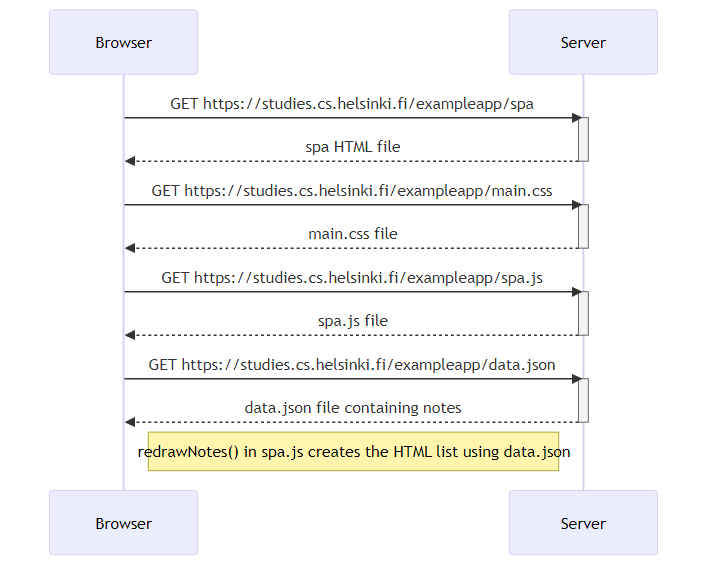 Browser
Server
GET https://studies.cs.helsinki.fi/exampleapp/spa
spa HTML file
GET https://studies.cs.helsinki.fi/exampleapp/main.css
main.css file
GET https://studies.cs.helsinki.fi/exampleapp/spa.js
spa.js file
GET https://studies.cs.helsinki.fi/exampleapp/data.json
data.json file containing notes
redrawNotes() in spa.js creates the HTML list using data.json
Browser
Server